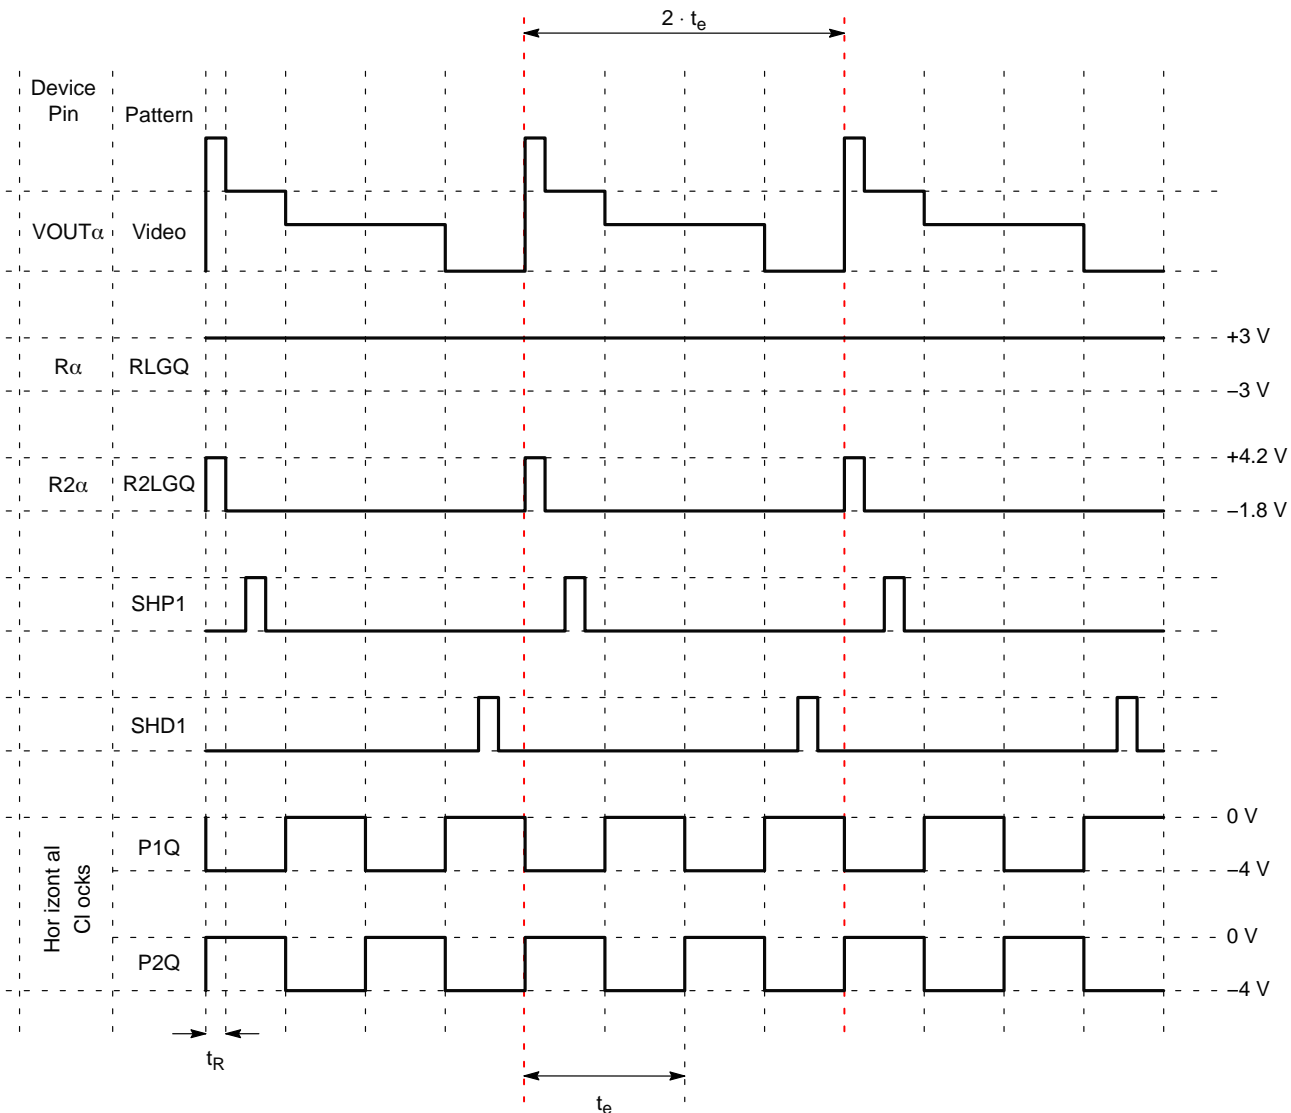 2 · te
Device
Pin
Pattern
VOUTα
Video
+3 V
Rα
RLGQ
–3 V
+4.2 V
R2α
R2LGQ
–1.8 V
SHP1
SHD1
0 V
P1Q
–4 V
Hor izont al
Cl ocks
0 V
P2Q
–4 V
tR
te